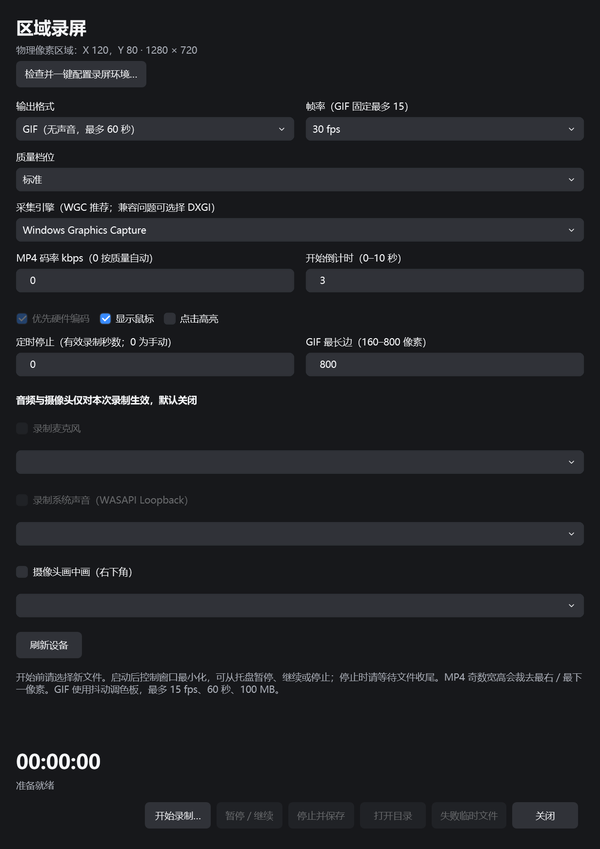 区域录屏
物理像素区域：X 120，Y 80 · 1280 × 720
检查并一键配置录屏环境...
输出格式
帧率（GIF 固定最多 15）
GIF（无声音，最多 60 秒）
30 fps
质量档位
标准
采集引擎（WGC 推荐；兼容问题可选择 DXGI）
Windows Graphics Capture
MP4 码率 kbps（0 按质量自动）
开始倒计时（0–10 秒）
0
3
优先硬件编码
显示鼠标
点击高亮
定时停止（有效录制秒数；0 为手动）
GIF 最长边（160–800 像素）
0
800
音频与摄像头仅对本次录制生效，默认关闭
录制麦克风
录制系统声音（WASAPI Loopback）
摄像头画中画（右下角）
刷新设备
开始前请选择新文件。启动后控制窗口最小化，可从托盘暂停、继续或停止；停止时请等待文件收尾。MP4 奇数宽高会裁去最右 / 最下
一像素。GIF 使用抖动调色板，最多 15 fps、60 秒、100 MB。
00:00:00
准备就绪
开始录制...
暂停 / 继续
停止并保存
打开目录
失败临时文件
关闭